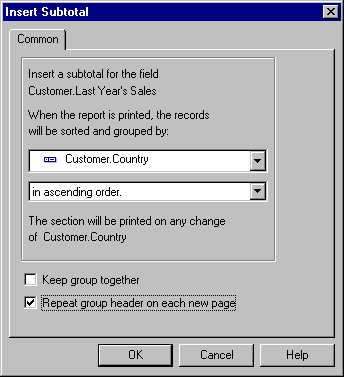 Insert Subtotal
Common
Insert a subtotal for the field
Customer.Last Year's Sales
When the report is printed, the records
will be sorted and grouped by:
Customer.Country
in ascending order.
The section will be printed on any change
of Customer.Country
Keep group together
Repeat group header on each new page
OK
Cancel
Help